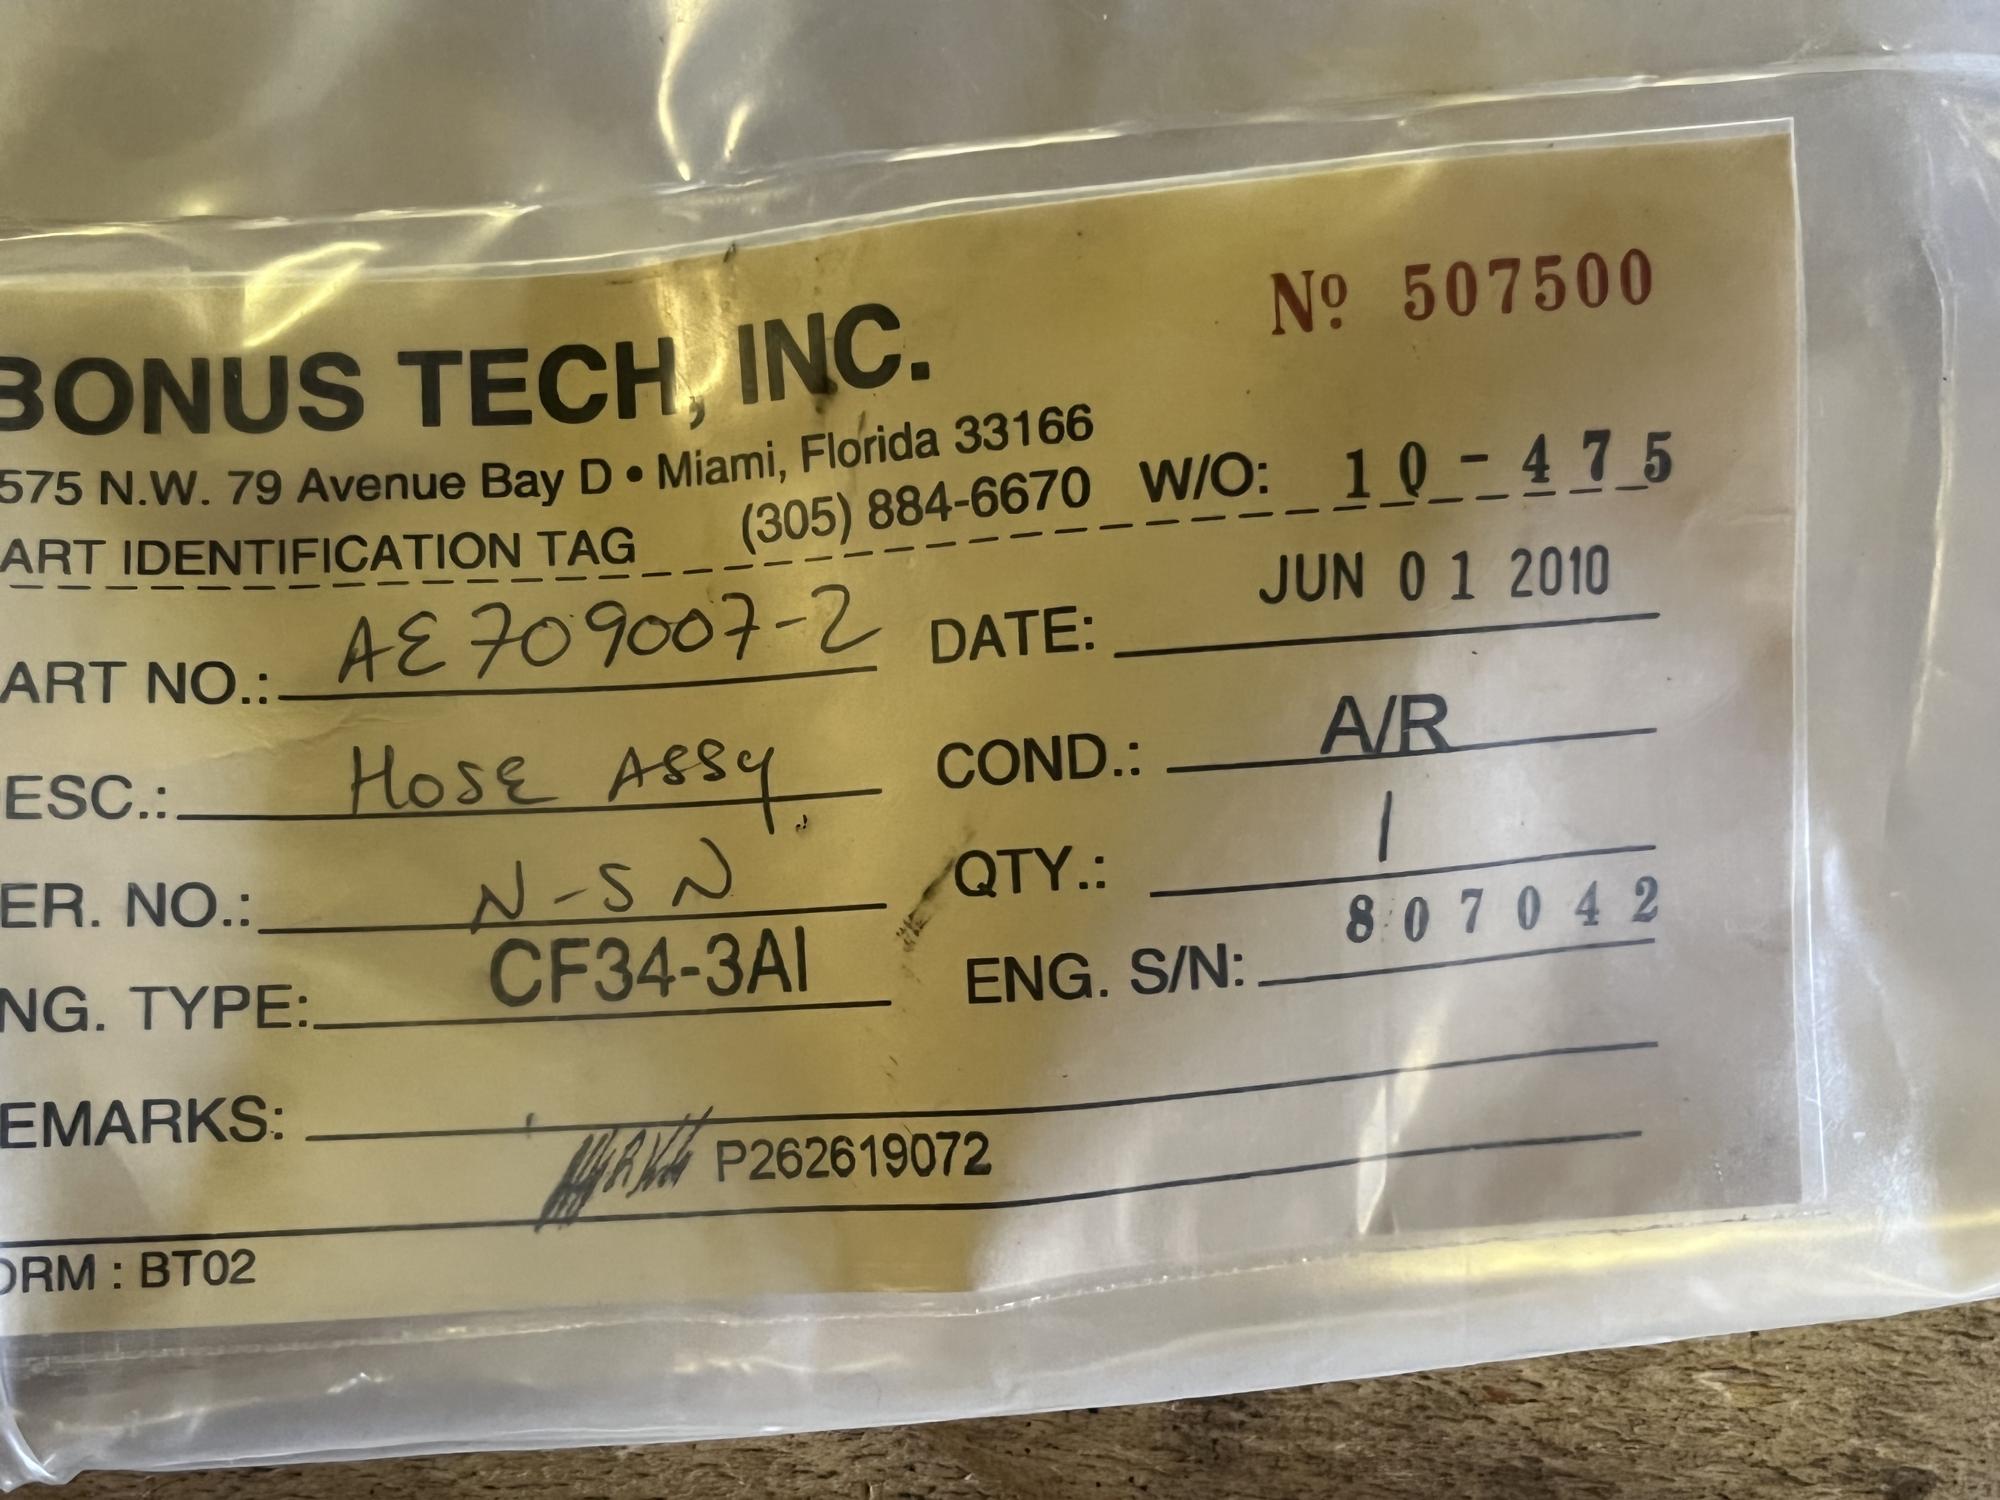 No. 507500
BONUS TECH, INC.
575 N.W. 79 Avenue Bay D • Miami, Florida 33166
ART IDENTIFICATION TAG (305) 884-6670 W/O: 10-475
ART NO.: AE709007-2 DATE: JUN 01 2010
ESC.: HOSE ASSY COND.: A/R
ER. NO.: N-SN QTY.: 1
NG. TYPE: CF34-3A1 ENG. S/N: 807042
EMARKS:
P262619072
ORM : BT02